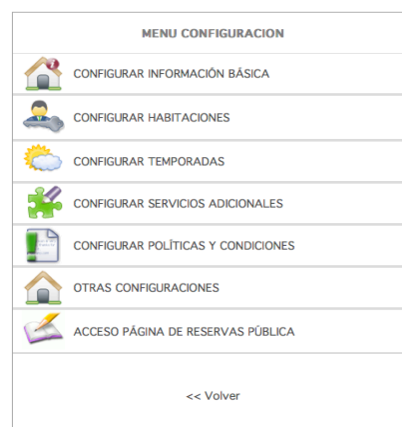 MENU CONFIGURACION
CONFIGURAR INFORMACIÓN BÁSICA
CONFIGURAR HABITACIONES
CONFIGURAR TEMPORADAS
CONFIGURAR SERVICIOS ADICIONALES
CONFIGURAR POLÍTICAS Y CONDICIONES
OTRAS CONFIGURACIONES
ACCESO PÁGINA DE RESERVAS PÚBLICA
<< Volver